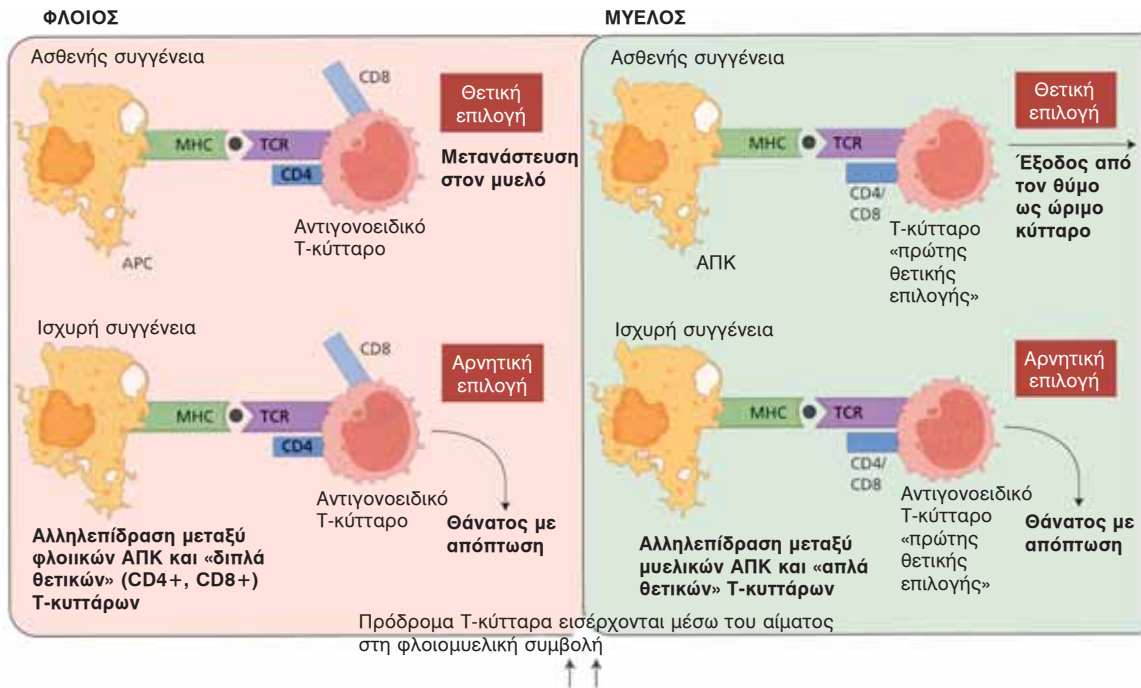 ΦΛΟΙΟΣ
Ασθενής συγγένεια
CD8
Θετική
επιλογή
MHC
TCR
CD4
Μετανάστευση
στον μυελό
Αντιγονοειδικό
Τ-κύτταρο
APC
Ισχυρή συγγένεια
CD8
Αρνητική
επιλογή
MHC
TCR
CD4
Αντιγονοειδικό
Τ-κύτταρο
Θάνατος με
απόπτωση
Αλληλεπίδραση μεταξύ
φλοιικών ΑΠΚ και «διπλά
θετικών» (CD4+, CD8+)
Τ-κυττάρων
ΜΥΕΛΟΣ
Ασθενής συγγένεια
Θετική
επιλογή
MHC
TCR
CD4/
CD8
Έξοδος από
τον θύμο
ως ώριμο
κύτταρο
ΑΠΚ
Τ-κύτταρο
«πρώτης
θετικής
επιλογής»
Ισχυρή συγγένεια
Αρνητική
επιλογή
MHC
TCR
CD4/
CD8
Αντιγονοειδικό
Τ-κύτταρο
«πρώτης
θετικής
επιλογής»
Θάνατος με
απόπτωση
Αλληλεπίδραση μεταξύ
μυελικών ΑΠΚ και «απλά
θετικών» Τ-κυττάρων
Πρόδρομα Τ-κύτταρα εισέρχονται μέσω του αίματος
στη φλοιομυελική συμβολή